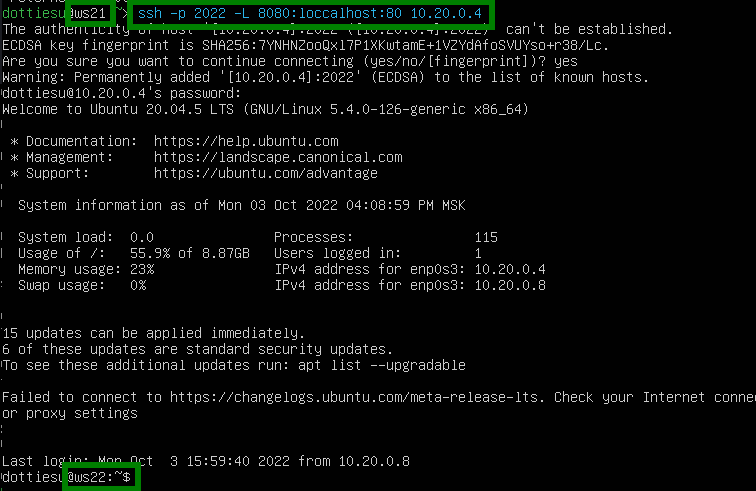 dottiesu@ws21:~> ssh -p 2022 -L 8080:loccalhost:80 10.20.0.4
The authenticity of host '[10.20.0.4]:2022 ([10.20.0.4]:2022)' can't be established.
ECDSA key fingerprint is SHA256:7YNHNZooQxl7P1XKwtamE+1VZYdAfoSVUYso+r38/Lc.
Are you sure you want to continue connecting (yes/no/[fingerprint])? yes
Warning: Permanently added '[10.20.0.4]:2022' (ECDSA) to the list of known hosts.
dottiesu@10.20.0.4's password:
Welcome to Ubuntu 20.04.5 LTS (GNU/Linux 5.4.0-126-generic x86_64)
* Documentation: https://help.ubuntu.com
* Management: https://landscape.canonical.com
* Support: https://ubuntu.com/advantage
System information as of Mon 03 Oct 2022 04:08:59 PM MSK
System load: 0.0 Processes: 115
Usage of /: 55.9% of 8.87GB Users logged in: 1
Memory usage: 23% IPv4 address for enp0s3: 10.20.0.4
Swap usage: 0% IPv4 address for enp0s3: 10.20.0.8
15 updates can be applied immediately.
6 of these updates are standard security updates.
To see these additional updates run: apt list --upgradable
Failed to connect to https://changelogs.ubuntu.com/meta-release-lts. Check your Internet conne
or proxy settings
Last login: Mon Oct 3 15:59:40 2022 from 10.20.0.8
dottiesu@ws22:~$